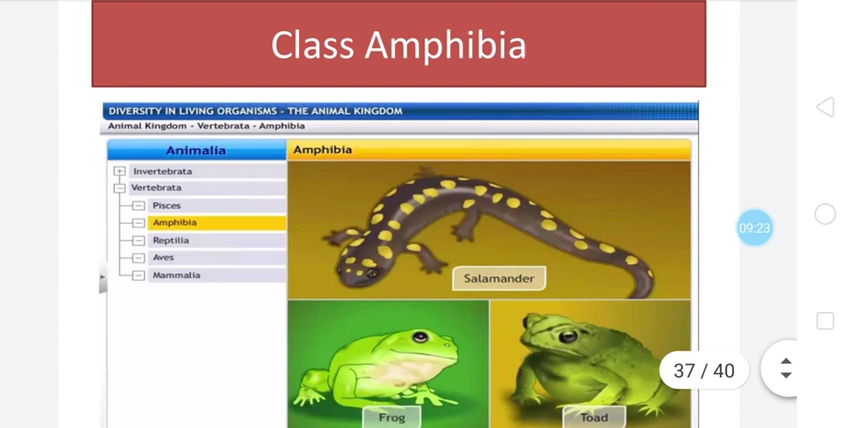 Class Amphibia
DIVERSITY IN LIVING ORGANISMS - THE ANIMAL KINGDOM
Animal Kingdom - Vertebrata - Amphibia
Animalia
Amphibia
Invertebrata
Vertebrata
Pisces
Amphibia
Reptilia
Aves
Mammalia
Salamander
Frog
Toad
09:23
37 / 40